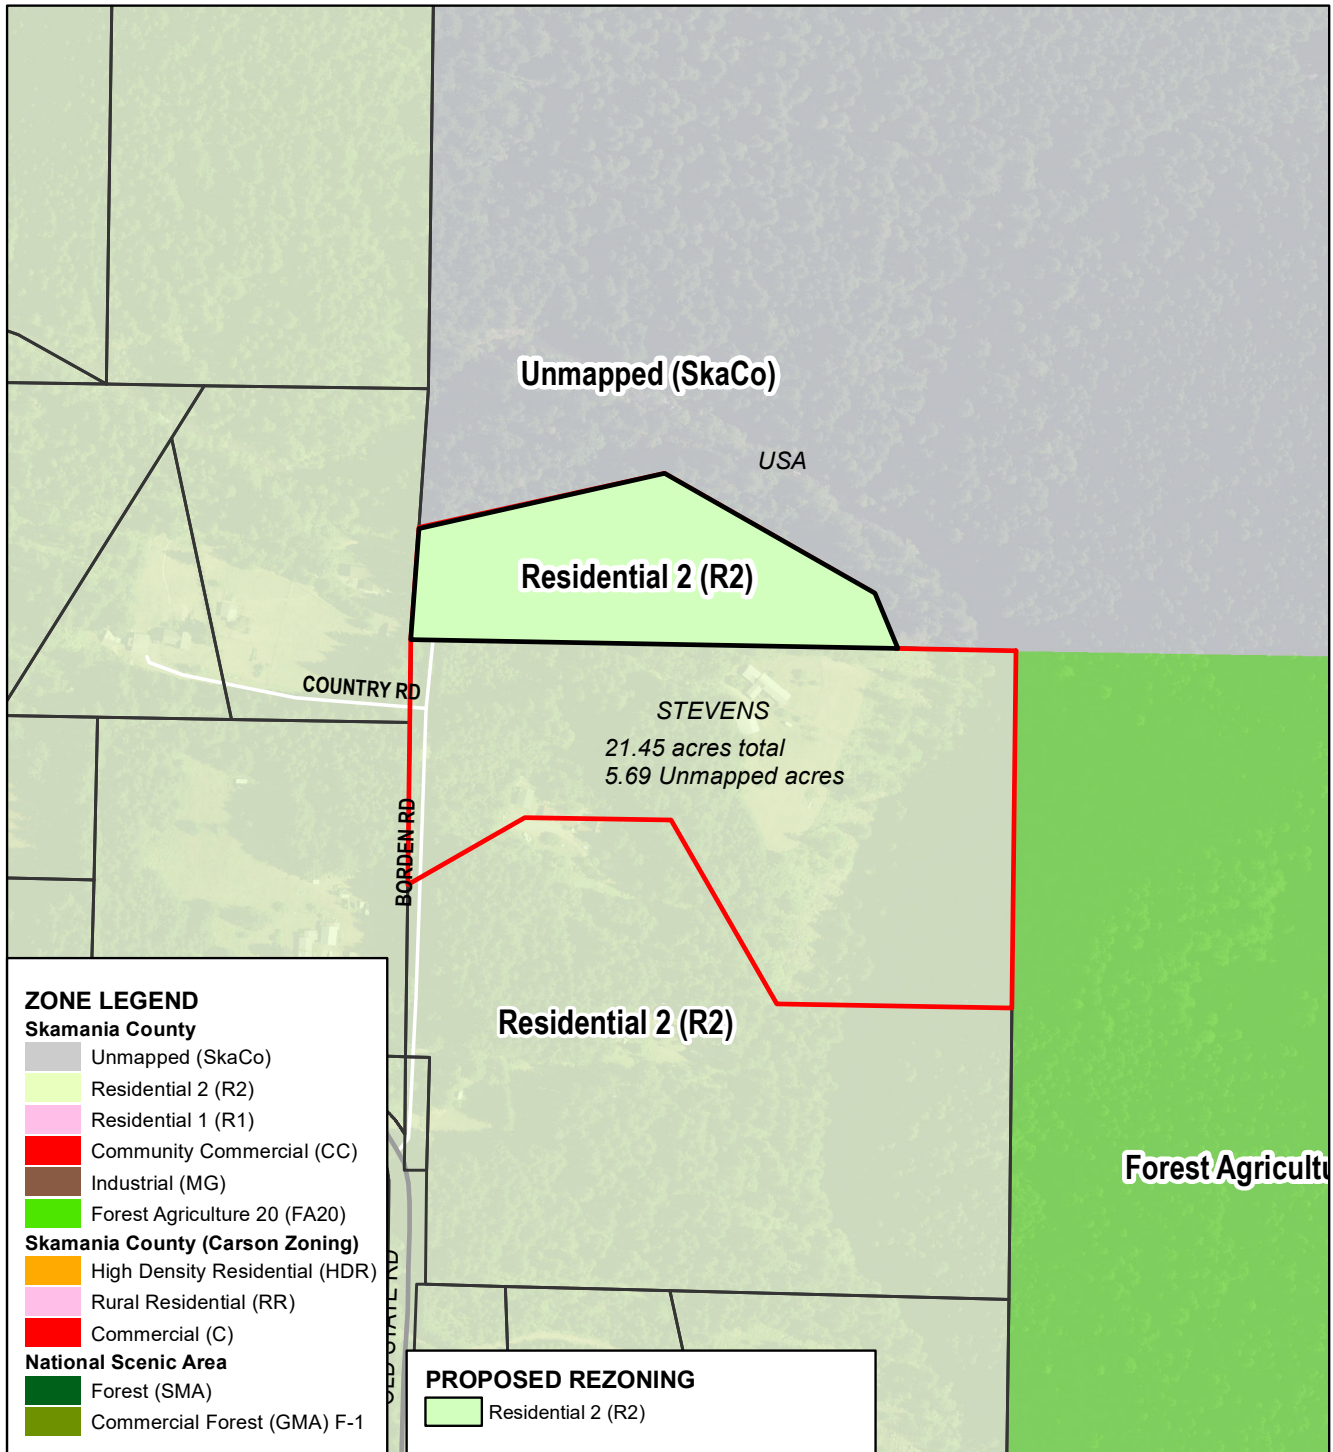 Unmapped (SkaCo)
USA
Residential 2 (R2)
COUNTRY RD
STEVENS
21.45 acres total
5.69 Unmapped acres
BORDEN RD
Residential 2 (R2)
Forest Agricultu
OLD STATE RD
ZONE LEGEND
Skamania County
Unmapped (SkaCo)
Residential 2 (R2)
Residential 1 (R1)
Community Commercial (CC)
Industrial (MG)
Forest Agriculture 20 (FA20)
Skamania County (Carson Zoning)
High Density Residential (HDR)
Rural Residential (RR)
Commercial (C)
National Scenic Area
Forest (SMA)
Commercial Forest (GMA) F-1
PROPOSED REZONING
Residential 2 (R2)